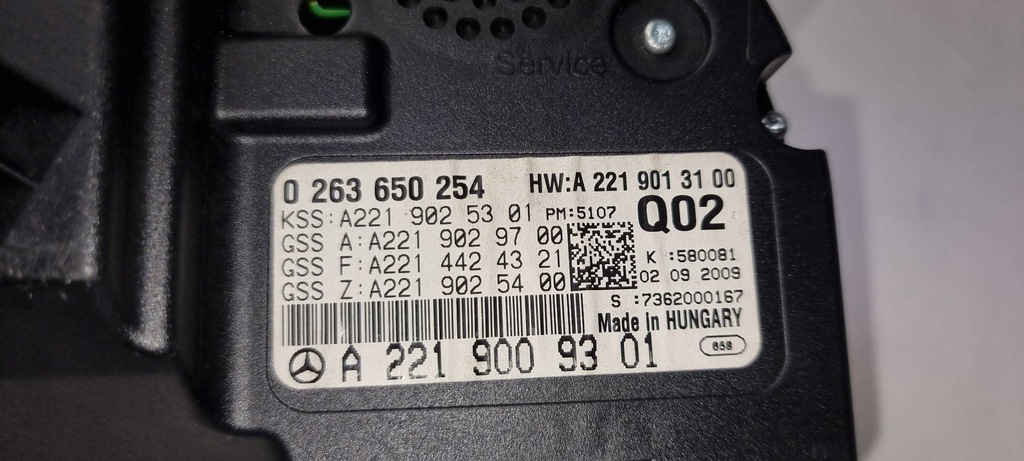 Service
0 263 650 254 HW:A 221 901 31 00
KSS:A221 902 53 01 PM:5107 Q02
GSS A:A221 902 97 00
GSS F:A221 442 43 21 K :580081
GSS Z:A221 902 54 00 02 09 2009
S :7362000167
Made in HUNGARY
A 221 900 93 01 658